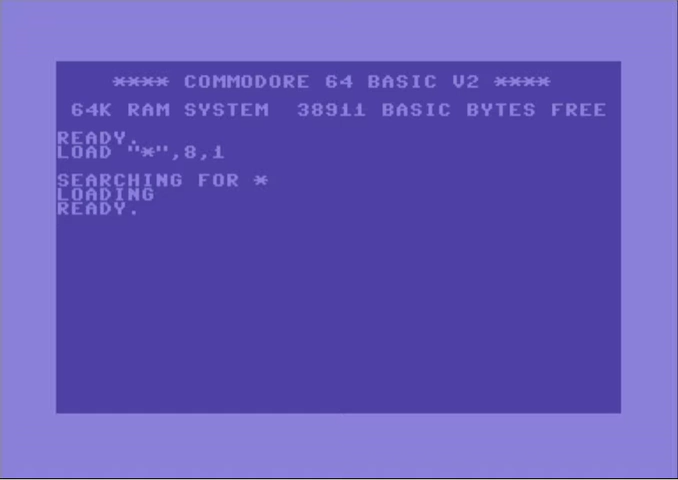 **** COMMODORE 64 BASIC V2 ****
64K RAM SYSTEM  38911 BASIC BYTES FREE
READY.
LOAD "*",8,1
SEARCHING FOR *
LOADING
READY.